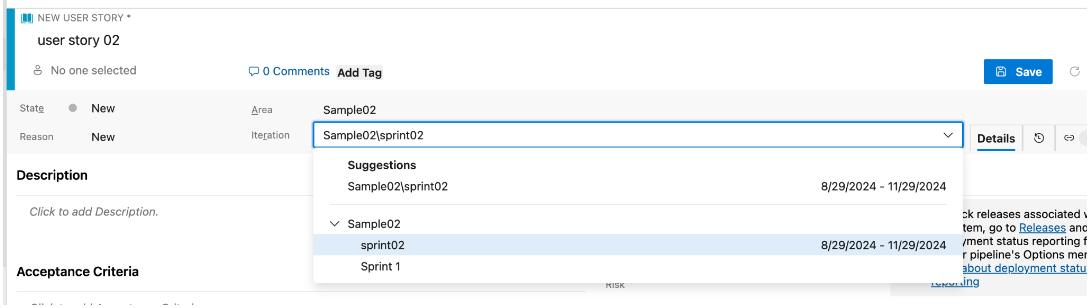 NEW USER STORY *
user story 02
No one selected
0 Comments
Add Tag
Save
State
New
Area
Sample02
Reason
New
Iteration
Sample02\sprint02
Details
Suggestions
Sample02\sprint02
8/29/2024 - 11/29/2024
Sample02
sprint02
8/29/2024 - 11/29/2024
Sprint 1
Description
Click to add Description.
Acceptance Criteria
ck releases associated
tem, go to Releases and
yment status reporting
r pipeline's Options
about deployment
Risk